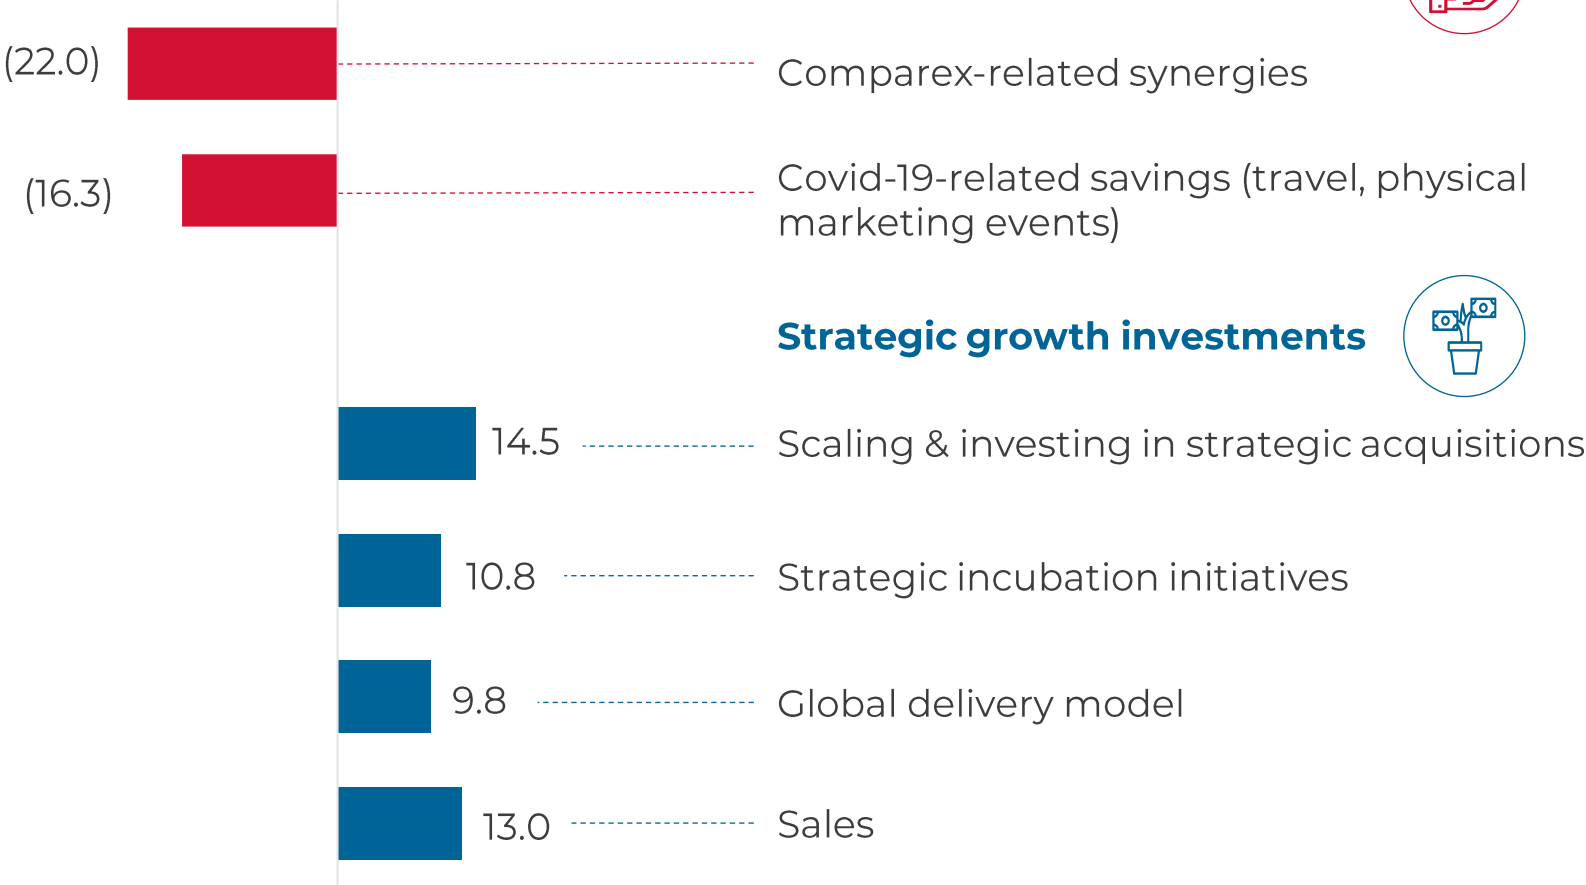 (22.0) Comparex-related synergies
(16.3) Covid-19-related savings (travel, physical
marketing events)
Strategic growth investments
14.5 Scaling & investing in strategic acquisitions
10.8 Strategic incubation initiatives
9.8 Global delivery model
13.0 Sales